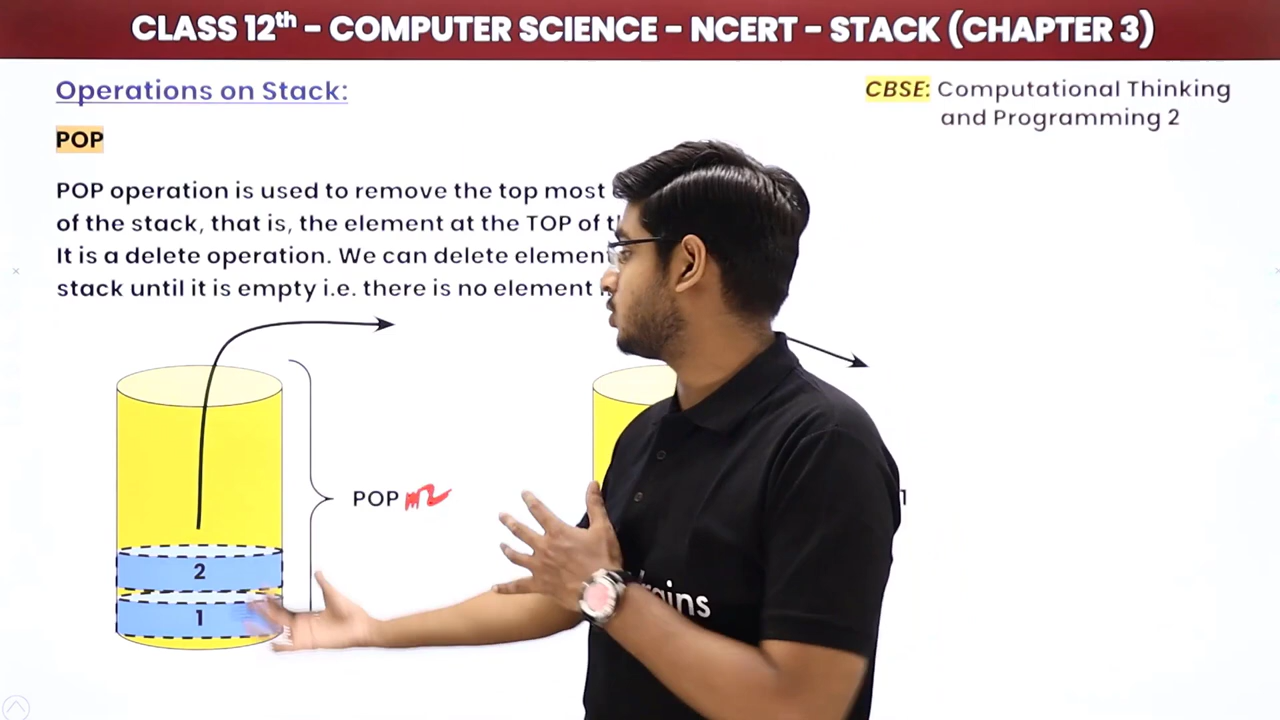 CLASS 12th - COMPUTER SCIENCE - NCERT - STACK (CHAPTER 3)
Operations on Stack:
CBSE: Computational Thinking
and Programming 2
POP
POP operation is used to remove the top most
of the stack, that is, the element at the TOP of
It is a delete operation. We can delete
stack until it is empty i.e. there is no element
POP
2
1
1